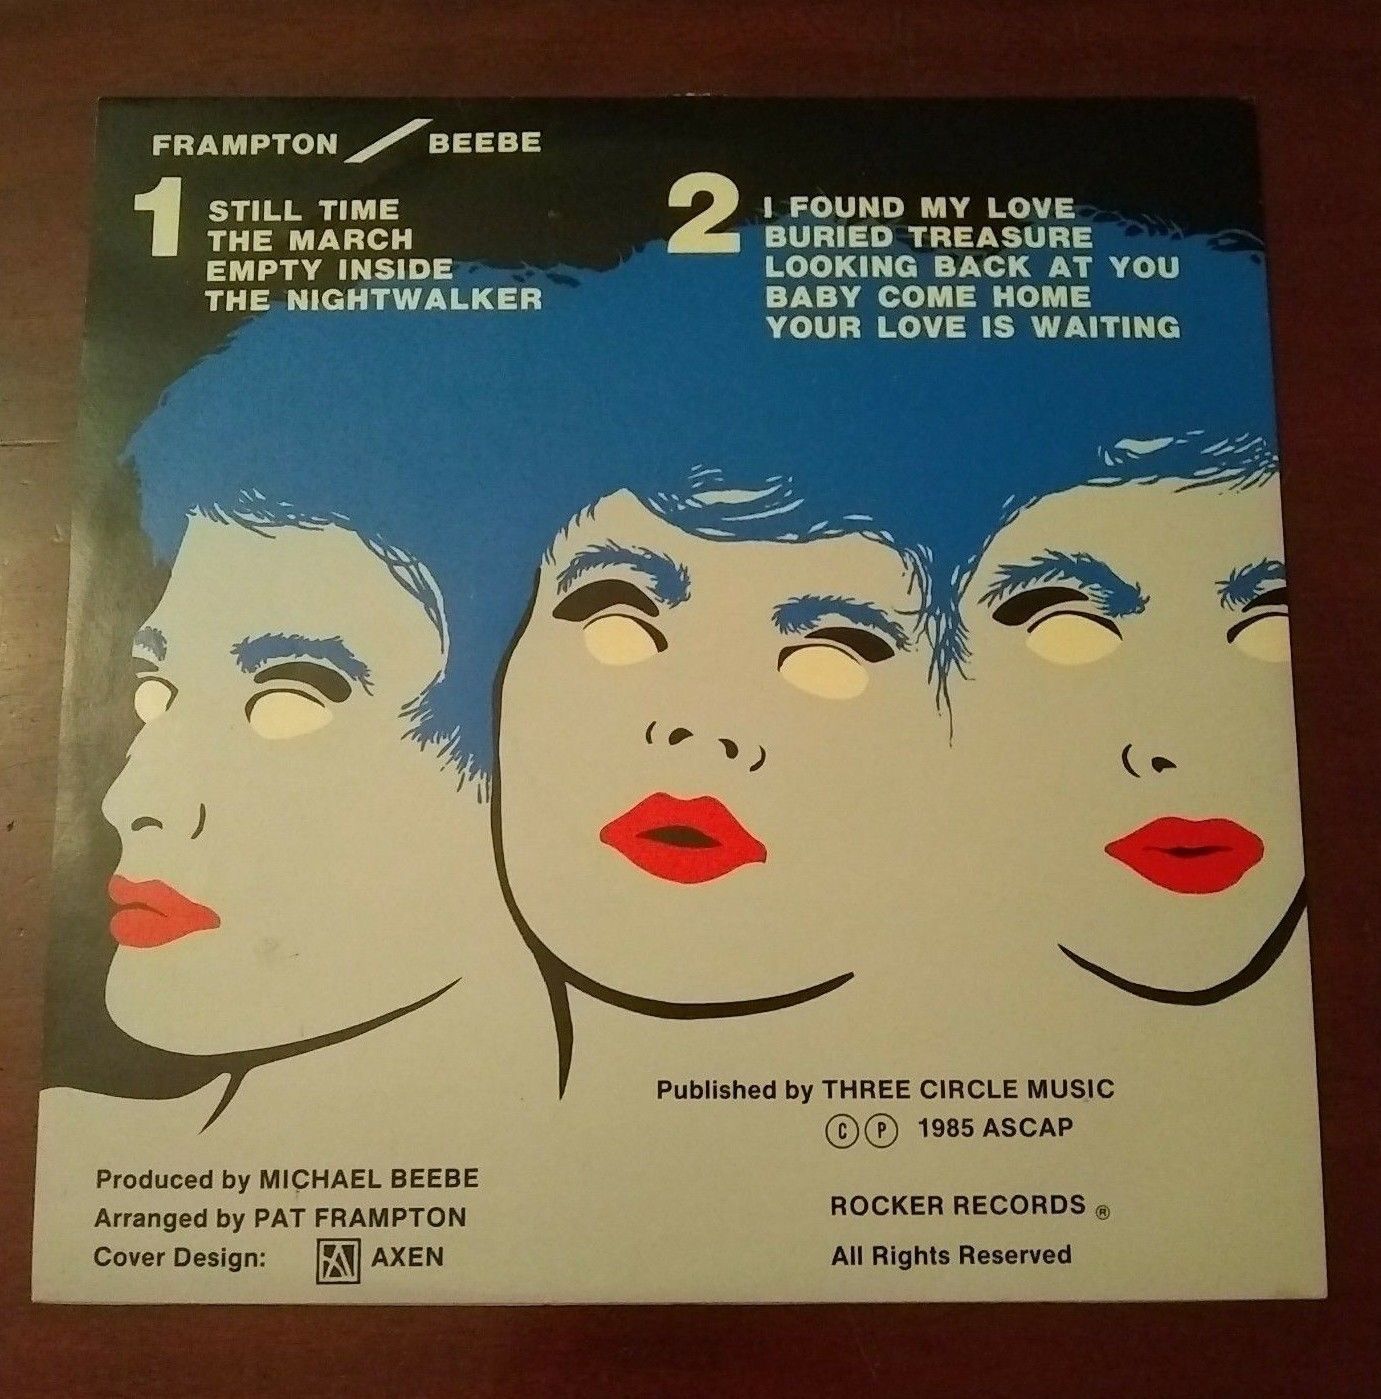 FRAMPTON / BEEBE
1
STILL TIME
THE MARCH
EMPTY INSIDE
THE NIGHTWALKER
2
I FOUND MY LOVE
BURIED TREASURE
LOOKING BACK AT YOU
BABY COME HOME
YOUR LOVE IS WAITING
Published by THREE CIRCLE MUSIC
Ⓒ Ⓟ 1985 ASCAP
Produced by MICHAEL BEEBE
Arranged by PAT FRAMPTON
Cover Design: AXEN
ROCKER RECORDS ®
All Rights Reserved